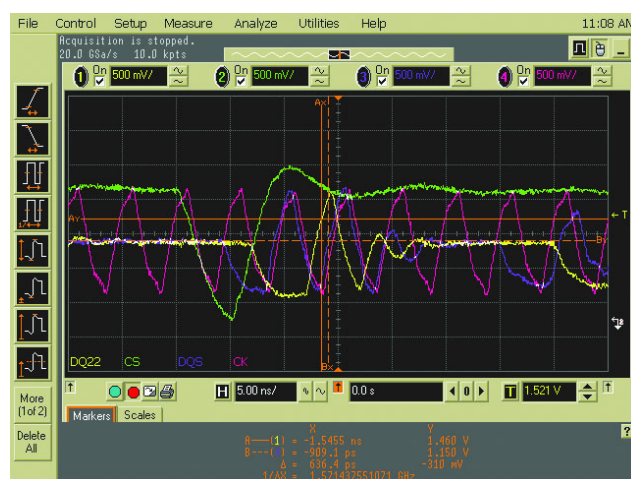 File Control Setup Measure Analyze Utilities Help 11:08 AM
Acquisition is stopped.
20.0 GSa/s 10.0 kpts
1 On 500 mV/ 2 On 500 mV/ 3 On 500 mV/ 4 On 500 mV/
Ax
Ay
T
By
DQ22 CS DQS CK
Bx
More
(1 of 2)
Delete
All
H 5.00 ns/ 0.0 s 0 T 1.521 V
Markers Scales
X Y
A---(1) = -1.5455 ns 1.460 V
B---(3) = -909.1 ps 1.150 V
Δ = 636.4 ps -310 mV
1/ΔX = 1.571437551071 GHz
?